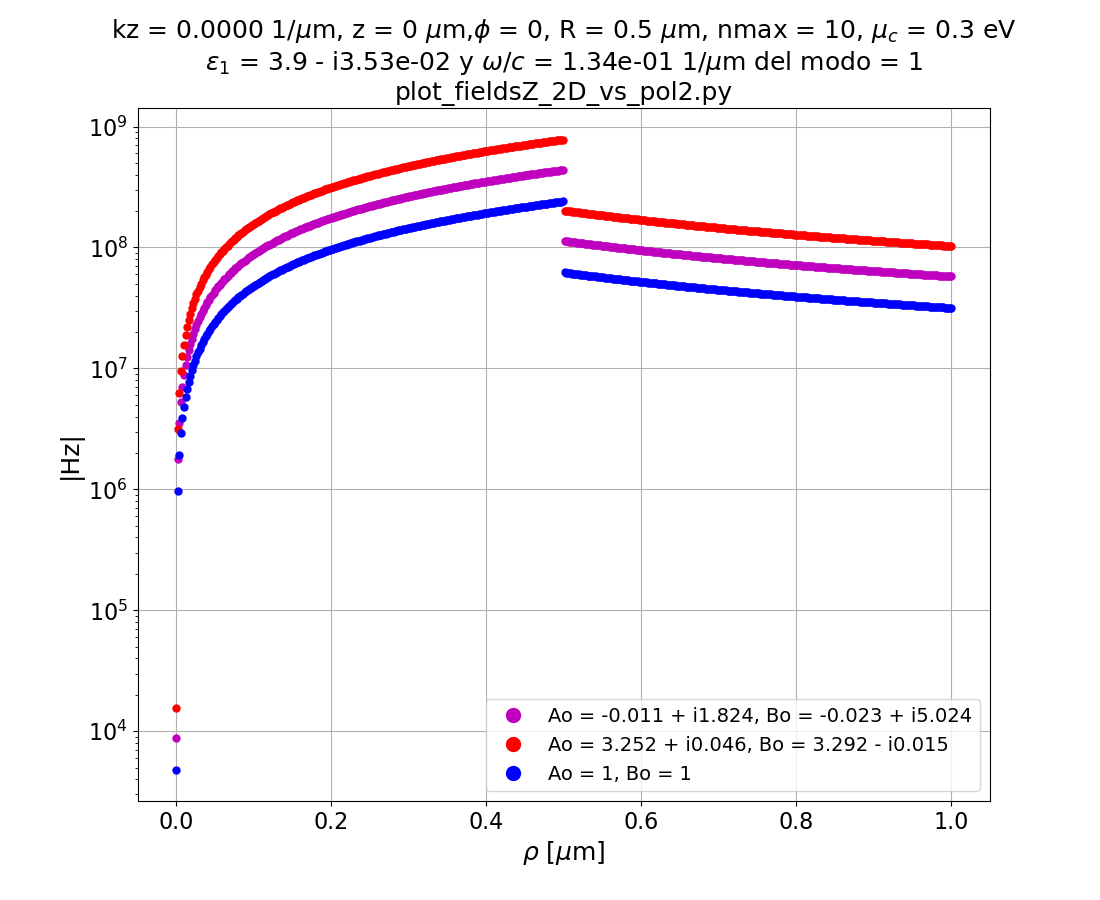 kz = 0.0000 1/μm, z = 0 μm,ϕ = 0, R = 0.5 μm, nmax = 10, μ_c = 0.3 eV
ε₁ = 3.9 - i3.53e-02 y ω/c = 1.34e-01 1/μm del modo = 1
plot_fieldsZ_2D_vs_pol2.py
10⁹
10⁸
10⁷
10⁶
10⁵
10⁴
|Hz|
Ao = -0.011 + i1.824, Bo = -0.023 + i5.024
Ao = 3.252 + i0.046, Bo = 3.292 - i0.015
Ao = 1, Bo = 1
0.0 0.2 0.4 0.6 0.8 1.0
ρ [μm]